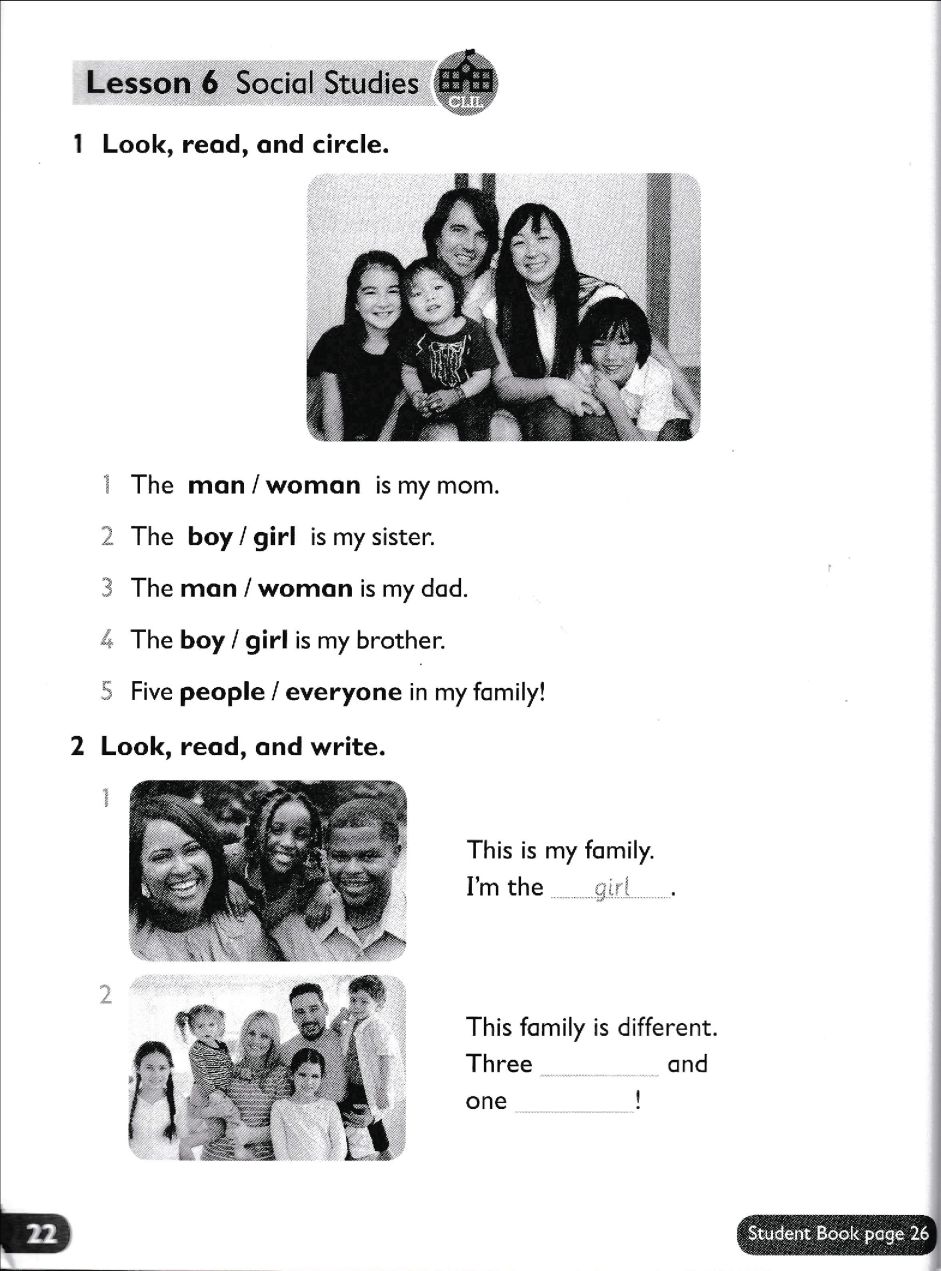 Lesson 6 Social Studies
CLIL
1 Look, read, and circle.
1 The man / woman is my mom.
2 The boy / girl is my sister.
3 The man / woman is my dad.
4 The boy / girl is my brother.
5 Five people / everyone in my family!
2 Look, read, and write.
1
This is my family.
I'm the girl.
2
This family is different.
Three __________ and
one __________!
22
Student Book page 26